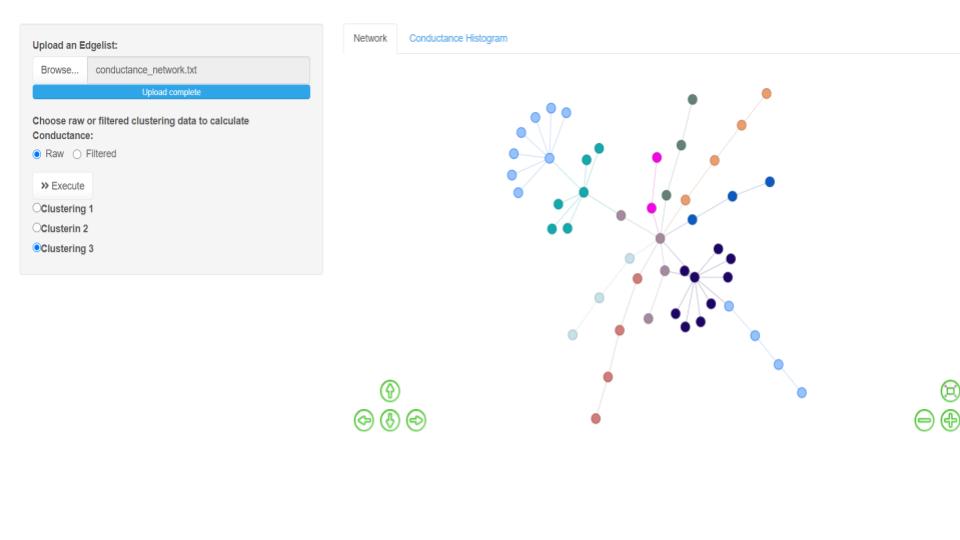 Upload an Edgelist:
Browse... conductance_network.txt
Upload complete
Choose raw or filtered clustering data to calculate
Conductance:
Raw Filtered
» Execute
Clustering 1
Clusterin 2
Clustering 3
Network Conductance Histogram